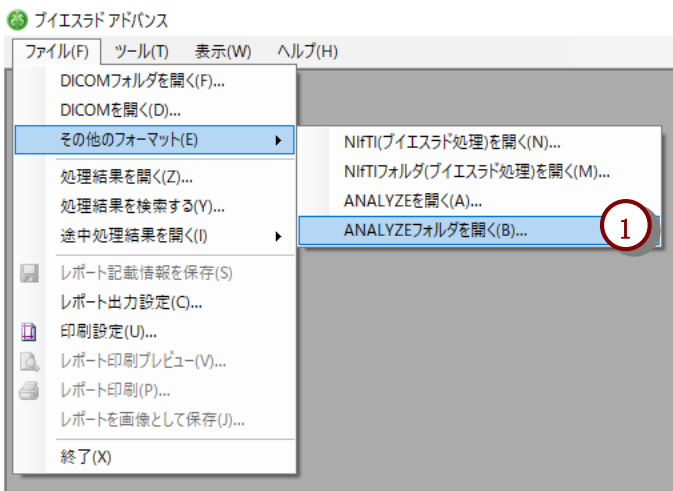 ブイエスラド アドバンス
ファイル(F) ツール(T) 表示(W) ヘルプ(H)
DICOMフォルダを開く(F)...
DICOMを開く(D)...
その他のフォーマット(E)
NIfTI(ブイエスラド処理)を開く(N)...
NIfTIフォルダ(ブイエスラド処理)を開く(M)...
ANALYZEを開く(A)...
ANALYZEフォルダを開く(B)...
1
処理結果を開く(Z)...
処理結果を検索する(Y)...
途中処理結果を開く(I)
レポート記載情報を保存(S)
レポート出力設定(C)...
印刷設定(U)...
レポート印刷プレビュー(V)...
レポート印刷(P)...
レポートを画像として保存(J)...
終了(X)